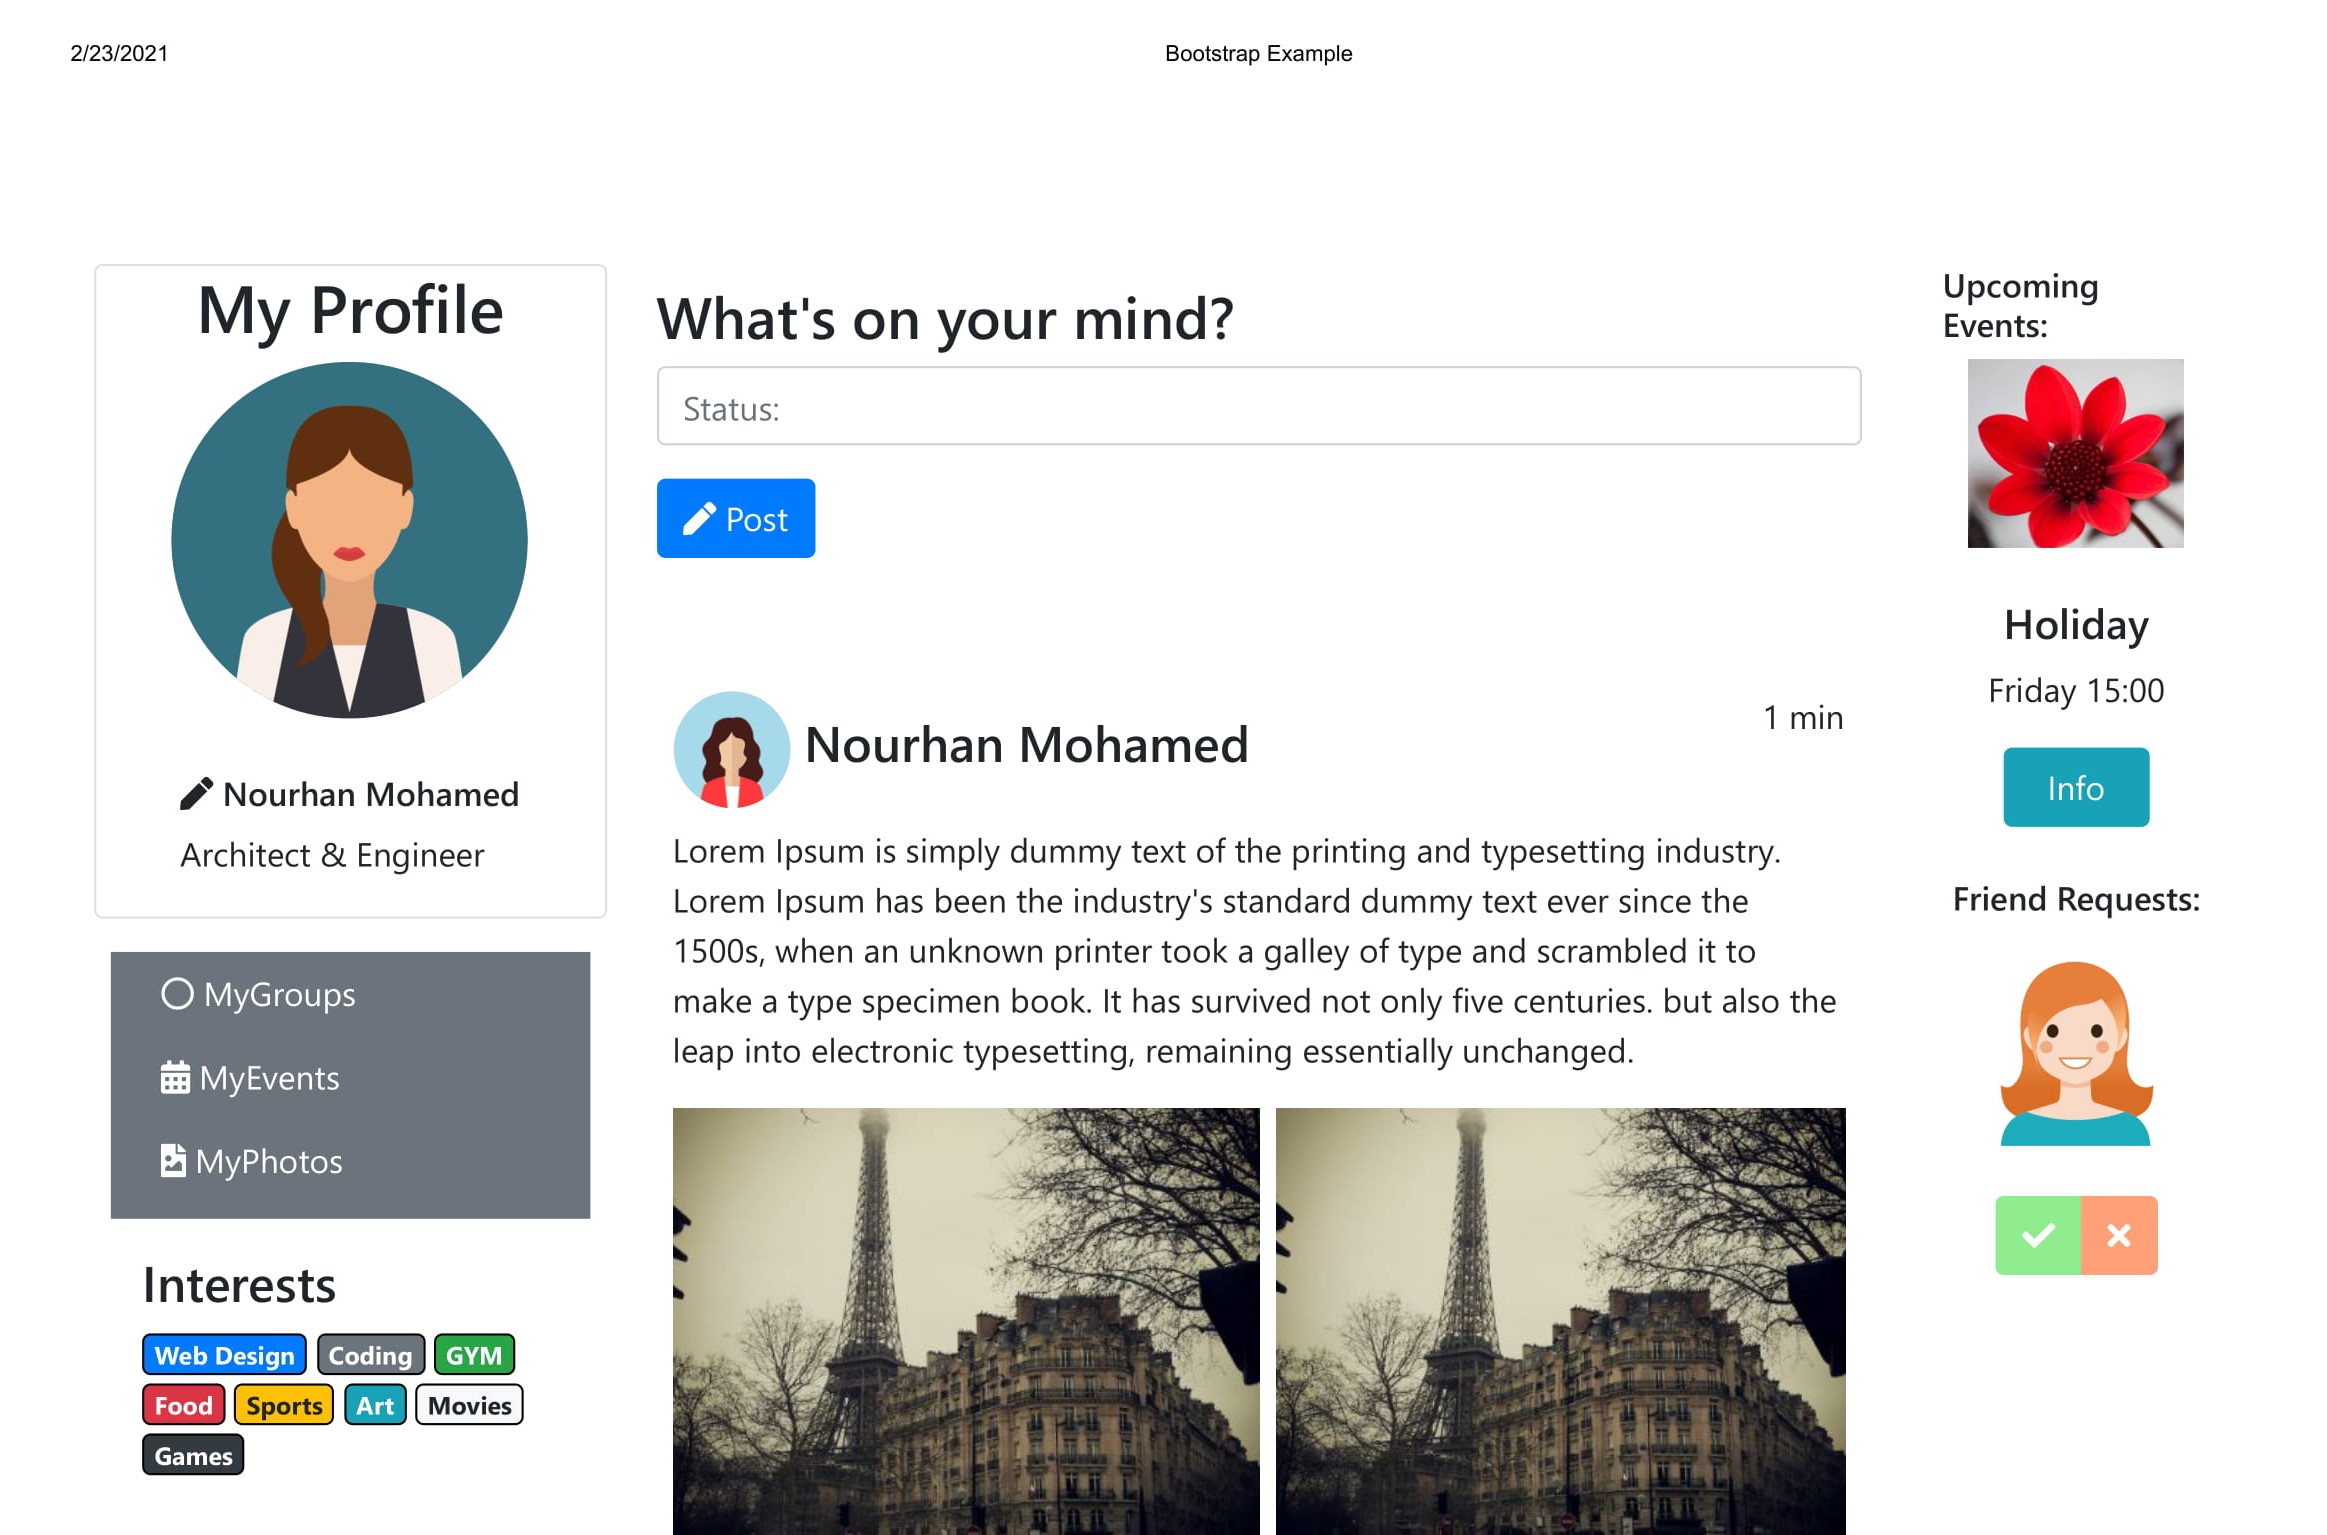 2/23/2021
Bootstrap Example
My Profile
Nourhan Mohamed
Architect & Engineer
MyGroups
MyEvents
MyPhotos
Interests
Web Design Coding GYM
Food Sports Art Movies
Games
What's on your mind?
Status:
Post
Nourhan Mohamed
1 min
Lorem Ipsum is simply dummy text of the printing and typesetting industry.
Lorem Ipsum has been the industry's standard dummy text ever since the
1500s, when an unknown printer took a galley of type and scrambled it to
make a type specimen book. It has survived not only five centuries. but also the
leap into electronic typesetting, remaining essentially unchanged.
Upcoming
Events:
Holiday
Friday 15:00
Info
Friend Requests: